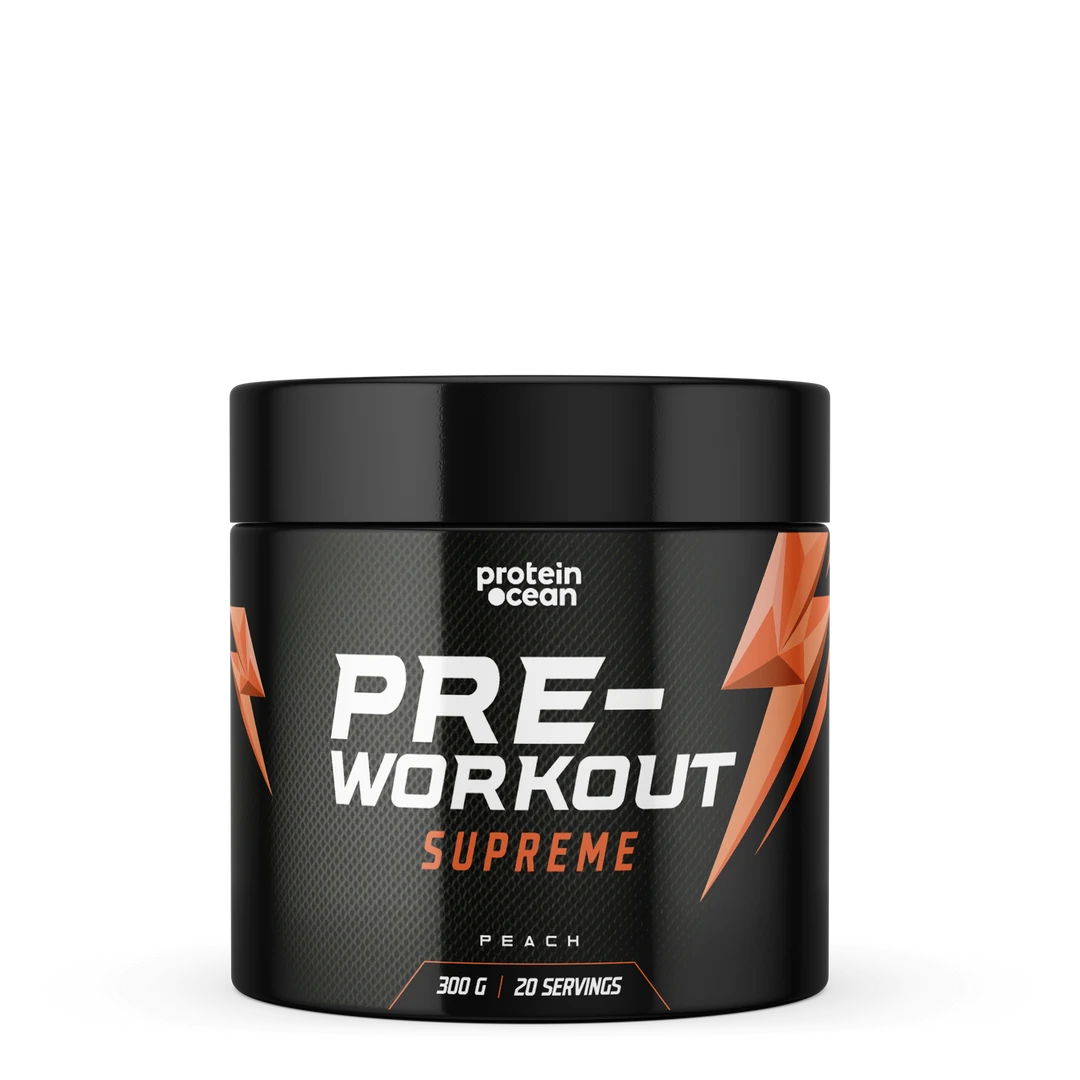 protein
ocean
PRE-
WORKOUT
SUPREME
PEACH
300 G | 20 SERVINGS